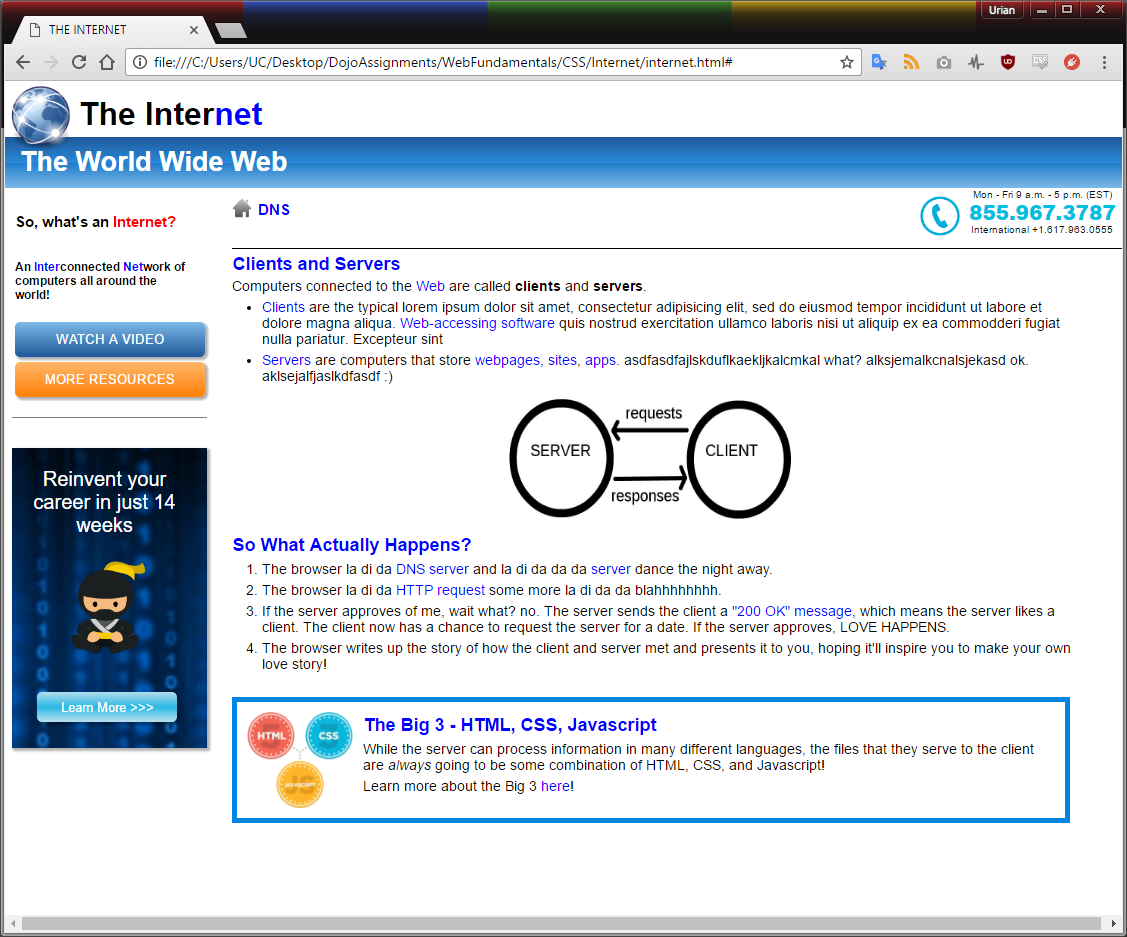 Urian
THE INTERNET
file:///C:/Users/UC/Desktop/DojoAssignments/WebFundamentals/CSS/Internet/internet.html#
The Internet
The World Wide Web
So, what's an Internet?
An Interconnected Network of
computers all around the
world!
WATCH A VIDEO
MORE RESOURCES
Reinvent your
career in just 14
weeks
Learn More >>>
DNS
Mon - Fri 9 a.m. - 5 p.m. (EST)
855.967.3787
International +1.617.963.0555
Clients and Servers
Computers connected to the Web are called clients and servers.
• Clients are the typical lorem ipsum dolor sit amet, consectetur adipisicing elit, sed do eiusmod tempor incididunt ut labore et
dolore magna aliqua. Web-accessing software quis nostrud exercitation ullamco laboris nisi ut aliquip ex ea commodderi fugiat
nulla pariatur. Excepteur sint
• Servers are computers that store webpages, sites, apps. asdfasdfajlskduflkaekljkalcmkal what? alksjemalkcnalsjekasd ok.
aklsejalfjaslkdfasdf :)
requests
SERVER
CLIENT
responses
So What Actually Happens?
1. The browser la di da DNS server and la di da da da server dance the night away.
2. The browser la di da HTTP request some more la di da da blahhhhhhhh.
3. If the server approves of me, wait what? no. The server sends the client a "200 OK" message, which means the server likes a
client. The client now has a chance to request the server for a date. If the server approves, LOVE HAPPENS.
4. The browser writes up the story of how the client and server met and presents it to you, hoping it'll inspire you to make your own
love story!
HTML
CSS
JAVASCRIPT
JS
The Big 3 - HTML, CSS, Javascript
While the server can process information in many different languages, the files that they serve to the client
are always going to be some combination of HTML, CSS, and Javascript!
Learn more about the Big 3 here!